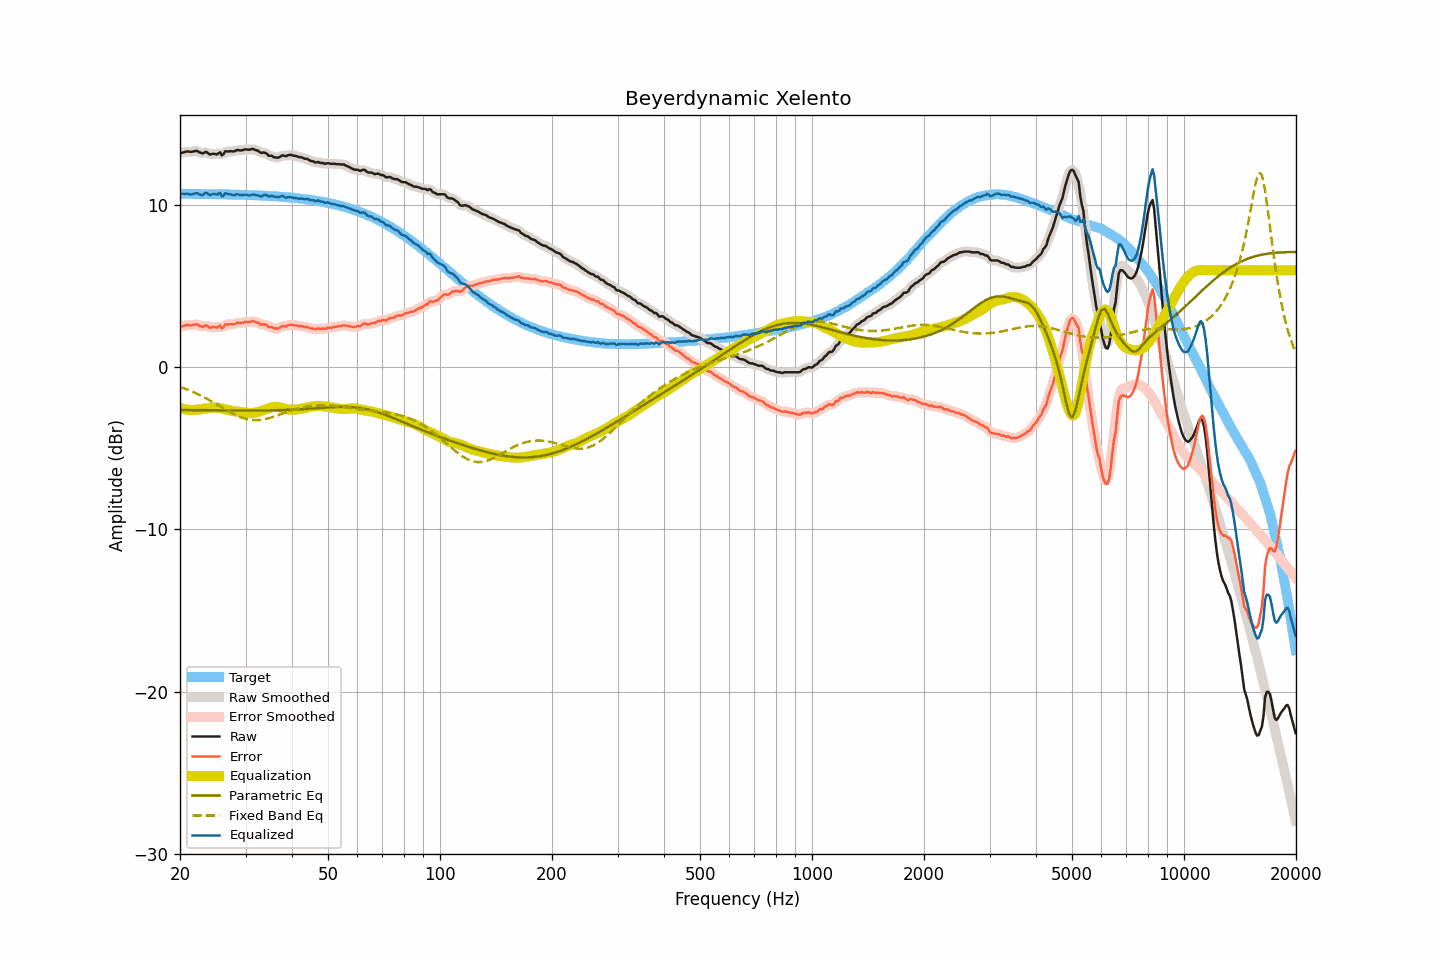 Beyerdynamic Xelento
Amplitude (dBr)
10
0
−10
−20
−30
Target
Raw Smoothed
Error Smoothed
Raw
Error
Equalization
Parametric Eq
Fixed Band Eq
Equalized
20 50 100 200 500 1000 2000 5000 10000 20000
Frequency (Hz)